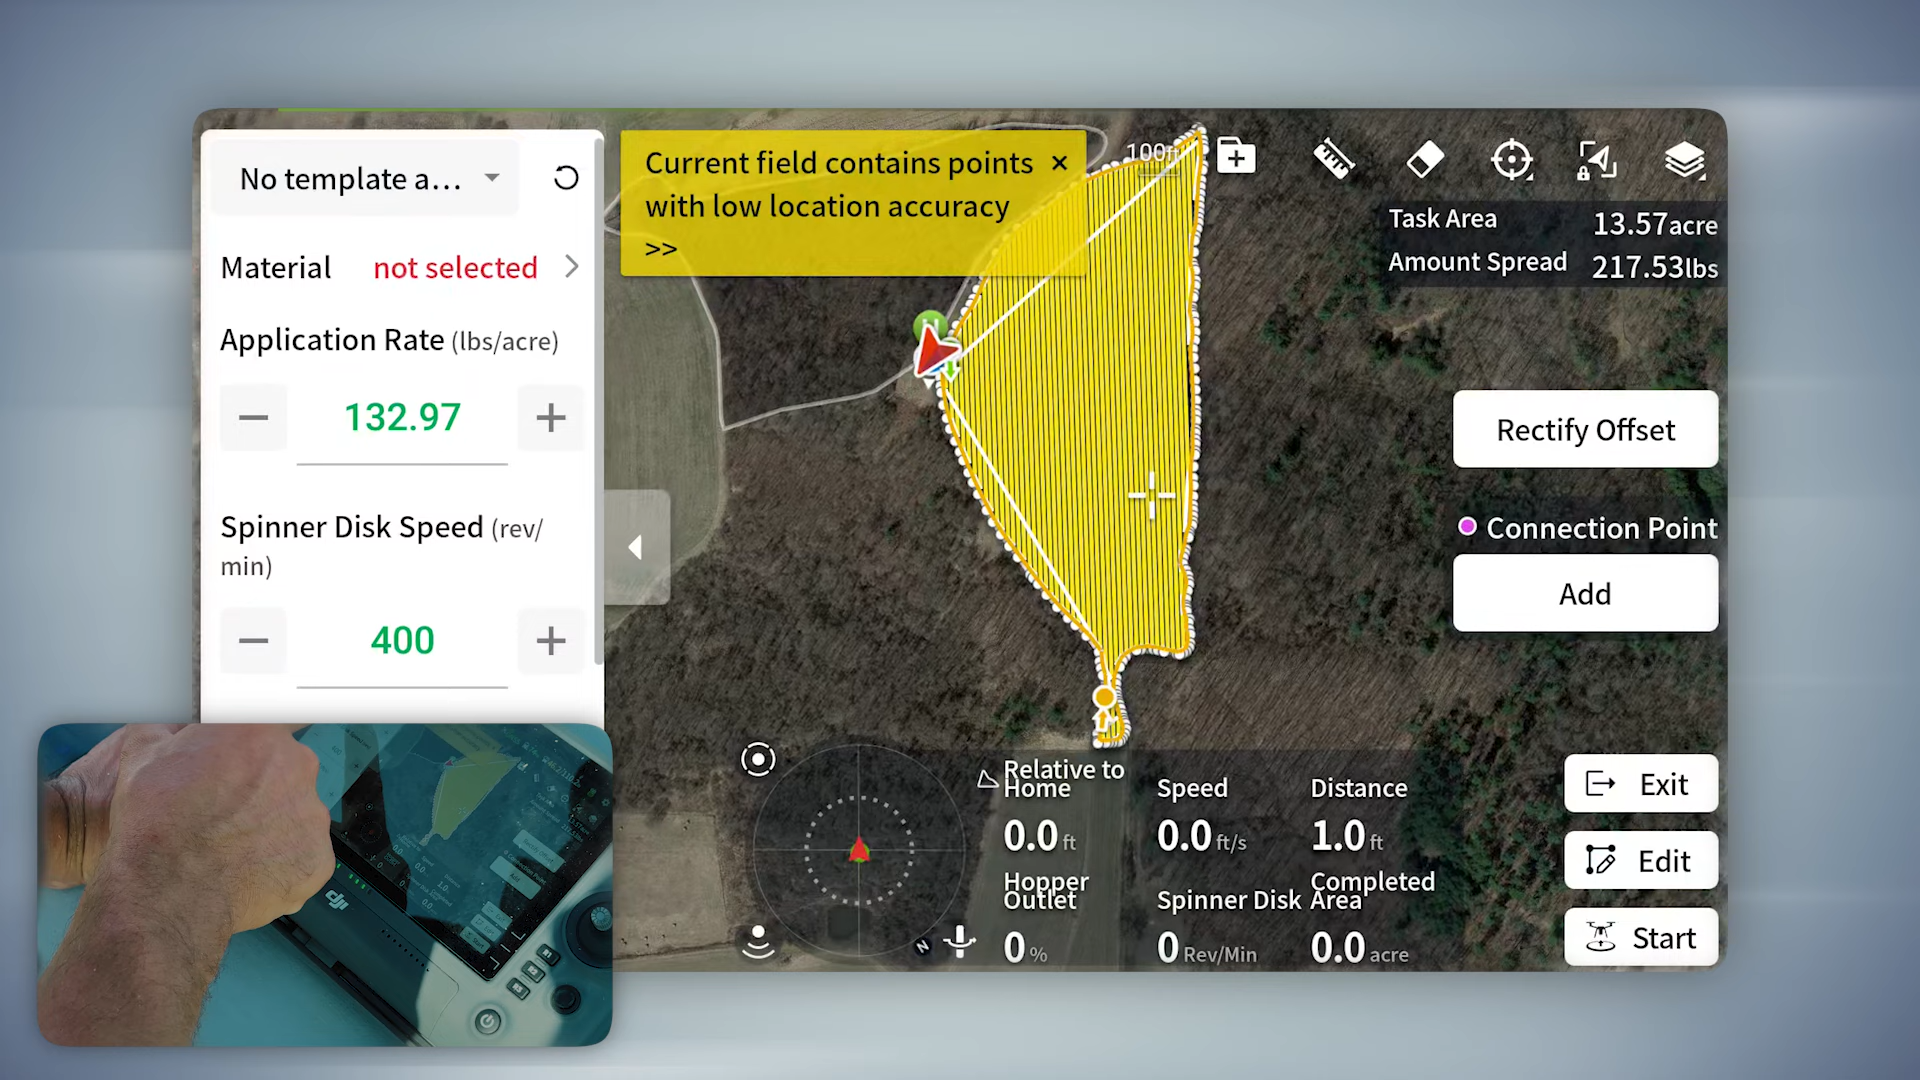 No template a...
Material not selected
Application Rate (lbs/acre)
132.97
Spinner Disk Speed (rev/
min)
400
Current field contains points
with low location accuracy
>>
100ft
Task Area 13.57acre
Amount Spread 217.53lbs
Rectify Offset
Connection Point
Add
Exit
Edit
Start
Relative to
Home
0.0 ft
Speed
0.0 ft/s
Distance
1.0 ft
Hopper
Outlet
0 %
Spinner Disk
0 Rev/Min
Completed
Area
0.0 acre
N
H
dji